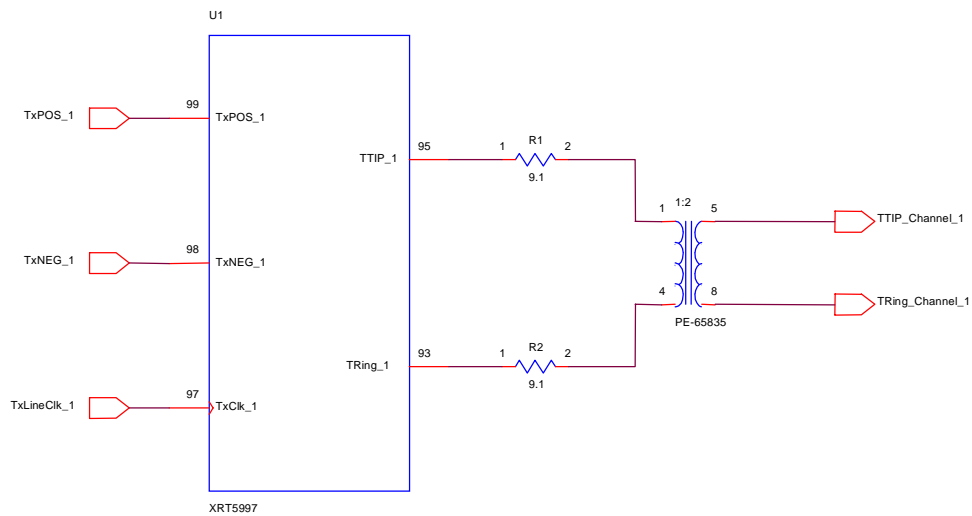 U1
99
TxPOS_1
TxPOS_1
95
1
R1
2
TTIP_1
9.1
1
1:2
5
TTIP_Channel_1
98
TxNEG_1
TxNEG_1
4
8
TRing_Channel_1
PE-65835
R2
93
1
2
TRing_1
9.1
97
TxLineClk_1
TxClk_1
XRT5997